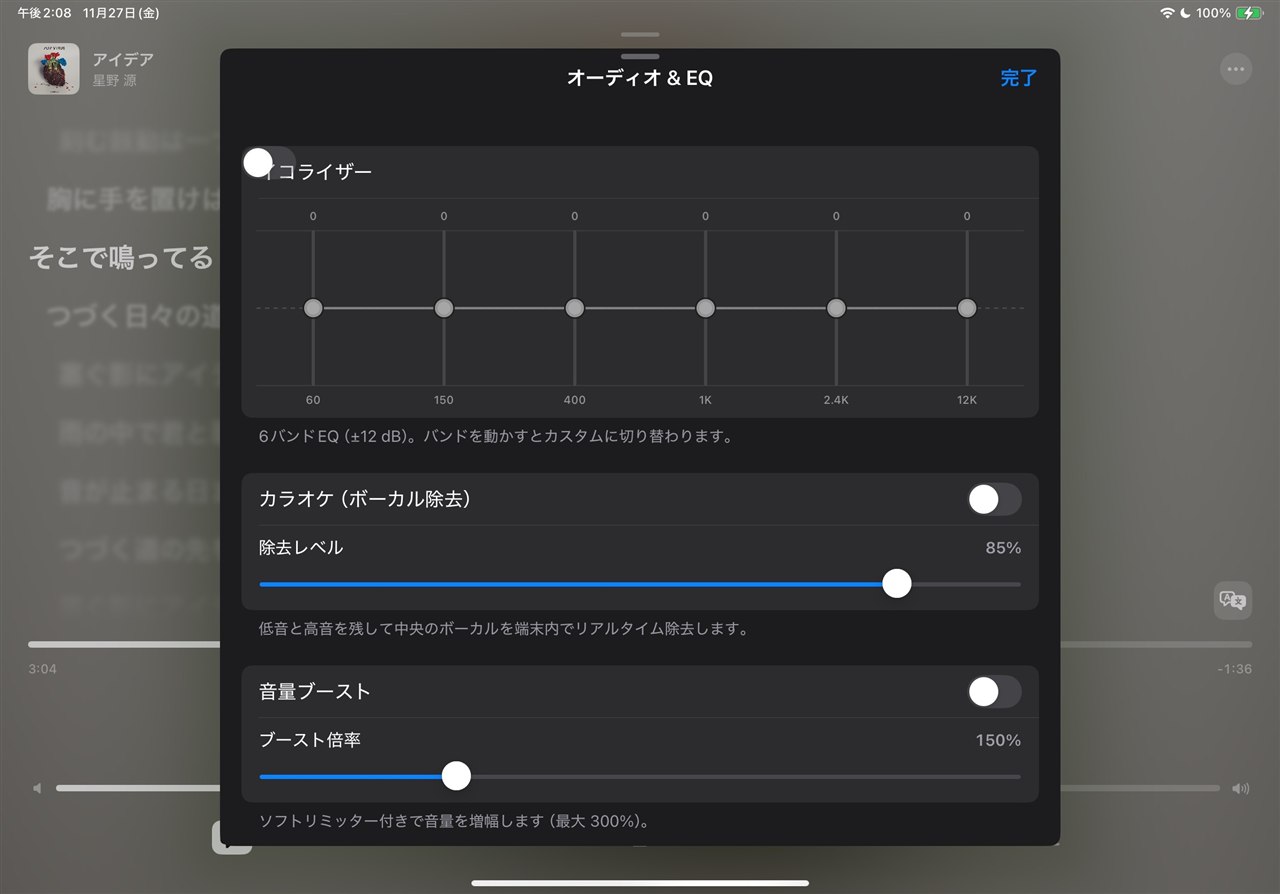 午後2:08 11月27日(金)
100%
アイデア
星野 源
オーディオ & EQ
完了
胸に手を置けは
そこで鳴ってる
つづく日々の道
イコライザー
0 0 0 0 0 0
60 150 400 1K 2.4K 12K
6バンドEQ（±12 dB）。バンドを動かすとカスタムに切り替わります。
カラオケ（ボーカル除去）
除去レベル
85%
低音と高音を残して中央のボーカルを端末内でリアルタイム除去します。
3:04
-1:36
音量ブースト
ブースト倍率
150%
ソフトリミッター付きで音量を増幅します（最大 300%）。